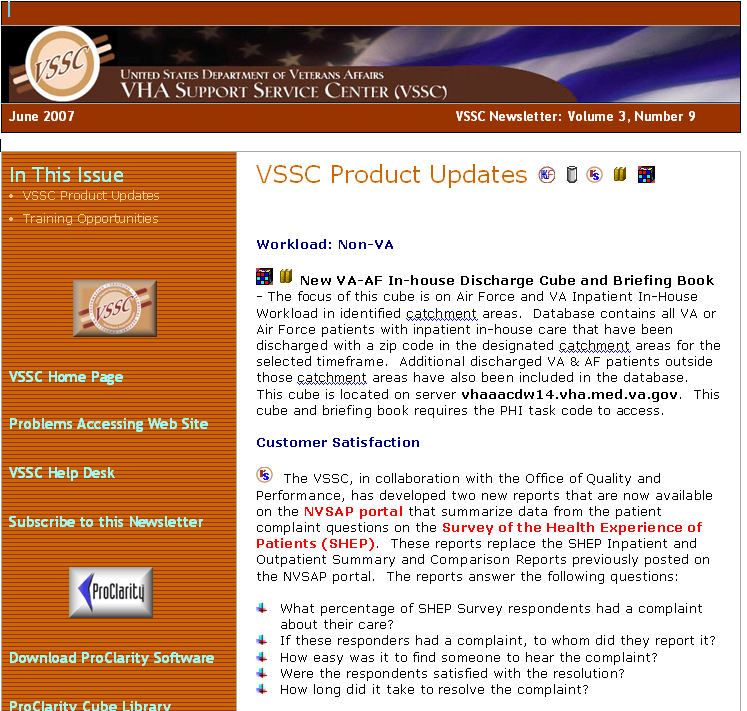 VSSC
UNITED STATES DEPARTMENT OF VETERANS AFFAIRS
VHA SUPPORT SERVICE CENTER (VSSC)
June 2007
VSSC Newsletter: Volume 3, Number 9
In This Issue
• VSSC Product Updates
• Training Opportunities
VSSC
VSSC Home Page
Problems Accessing Web Site
VSSC Help Desk
Subscribe to this Newsletter
ProClarity
Download ProClarity Software
ProClarity Cube Library
VSSC Product Updates KF KS
Workload: Non-VA
New VA-AF In-house Discharge Cube and Briefing Book
- The focus of this cube is on Air Force and VA Inpatient In-House
Workload in identified catchment areas. Database contains all VA or
Air Force patients with inpatient in-house care that have been
discharged with a zip code in the designated catchment areas for the
selected timeframe. Additional discharged VA & AF patients outside
those catchment areas have also been included in the database.
This cube is located on server vhaaacdw14.vha.med.va.gov. This
cube and briefing book requires the PHI task code to access.
Customer Satisfaction
KS The VSSC, in collaboration with the Office of Quality and
Performance, has developed two new reports that are now available
on the NVSAP portal that summarize data from the patient
complaint questions on the Survey of the Health Experience of
Patients (SHEP). These reports replace the SHEP Inpatient and
Outpatient Summary and Comparison Reports previously posted on
the NVSAP portal. The reports answer the following questions:
What percentage of SHEP Survey respondents had a complaint
about their care?
If these responders had a complaint, to whom did they report it?
How easy was it to find someone to hear the complaint?
Were the respondents satisfied with the resolution?
How long did it take to resolve the complaint?